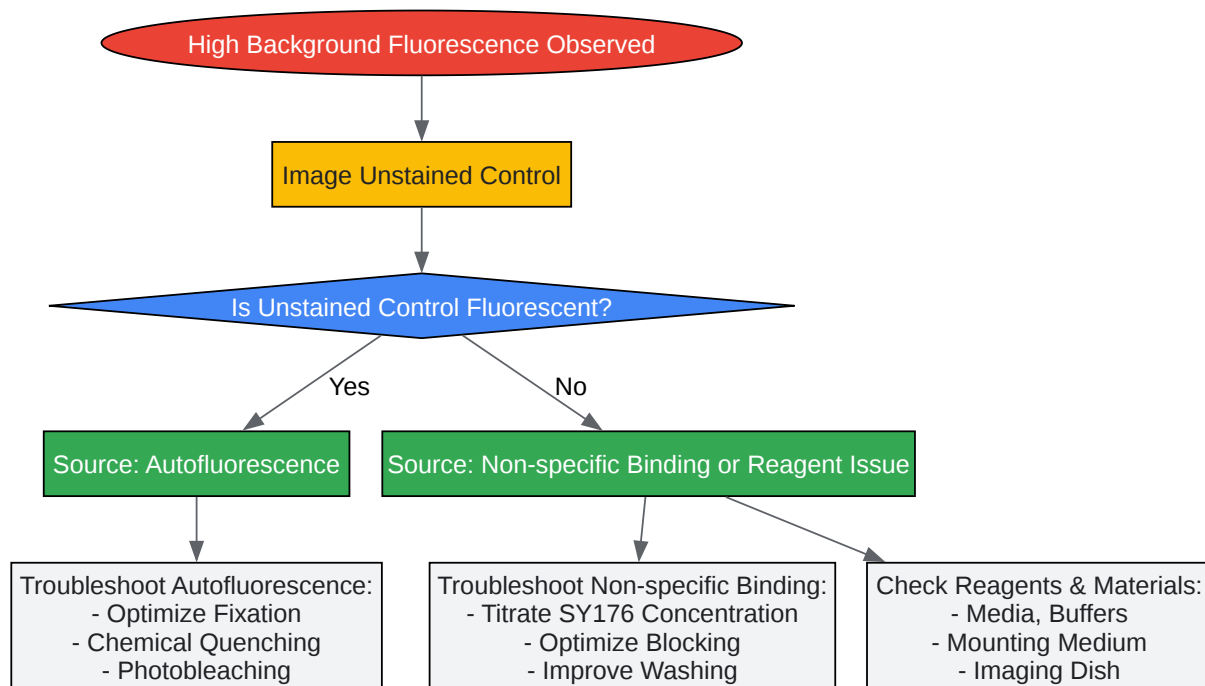 High Background Fluorescence Observed
Image Unstained Control
Is Unstained Control Fluorescent?
Yes
No
Source: Autofluorescence
Source: Non-specific Binding or Reagent Issue
Troubleshoot Autofluorescence:
- Optimize Fixation
- Chemical Quenching
- Photobleaching
Troubleshoot Non-specific Binding:
- Titrate SY176 Concentration
- Optimize Blocking
- Improve Washing
Check Reagents & Materials:
- Media, Buffers
- Mounting Medium
- Imaging Dish